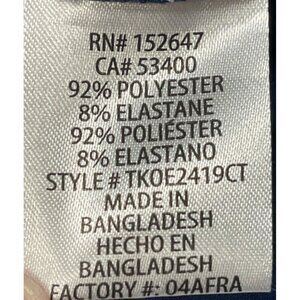 RN# 152647
CA# 53400
92% POLYESTER
8% ELASTANE
92% POLIÉSTER
8% ELASTANO
STYLE # TKOE2419CT
MADE IN
BANGLADESH
HECHO EN
BANGLADESH
FACTORY #: 04AFRA